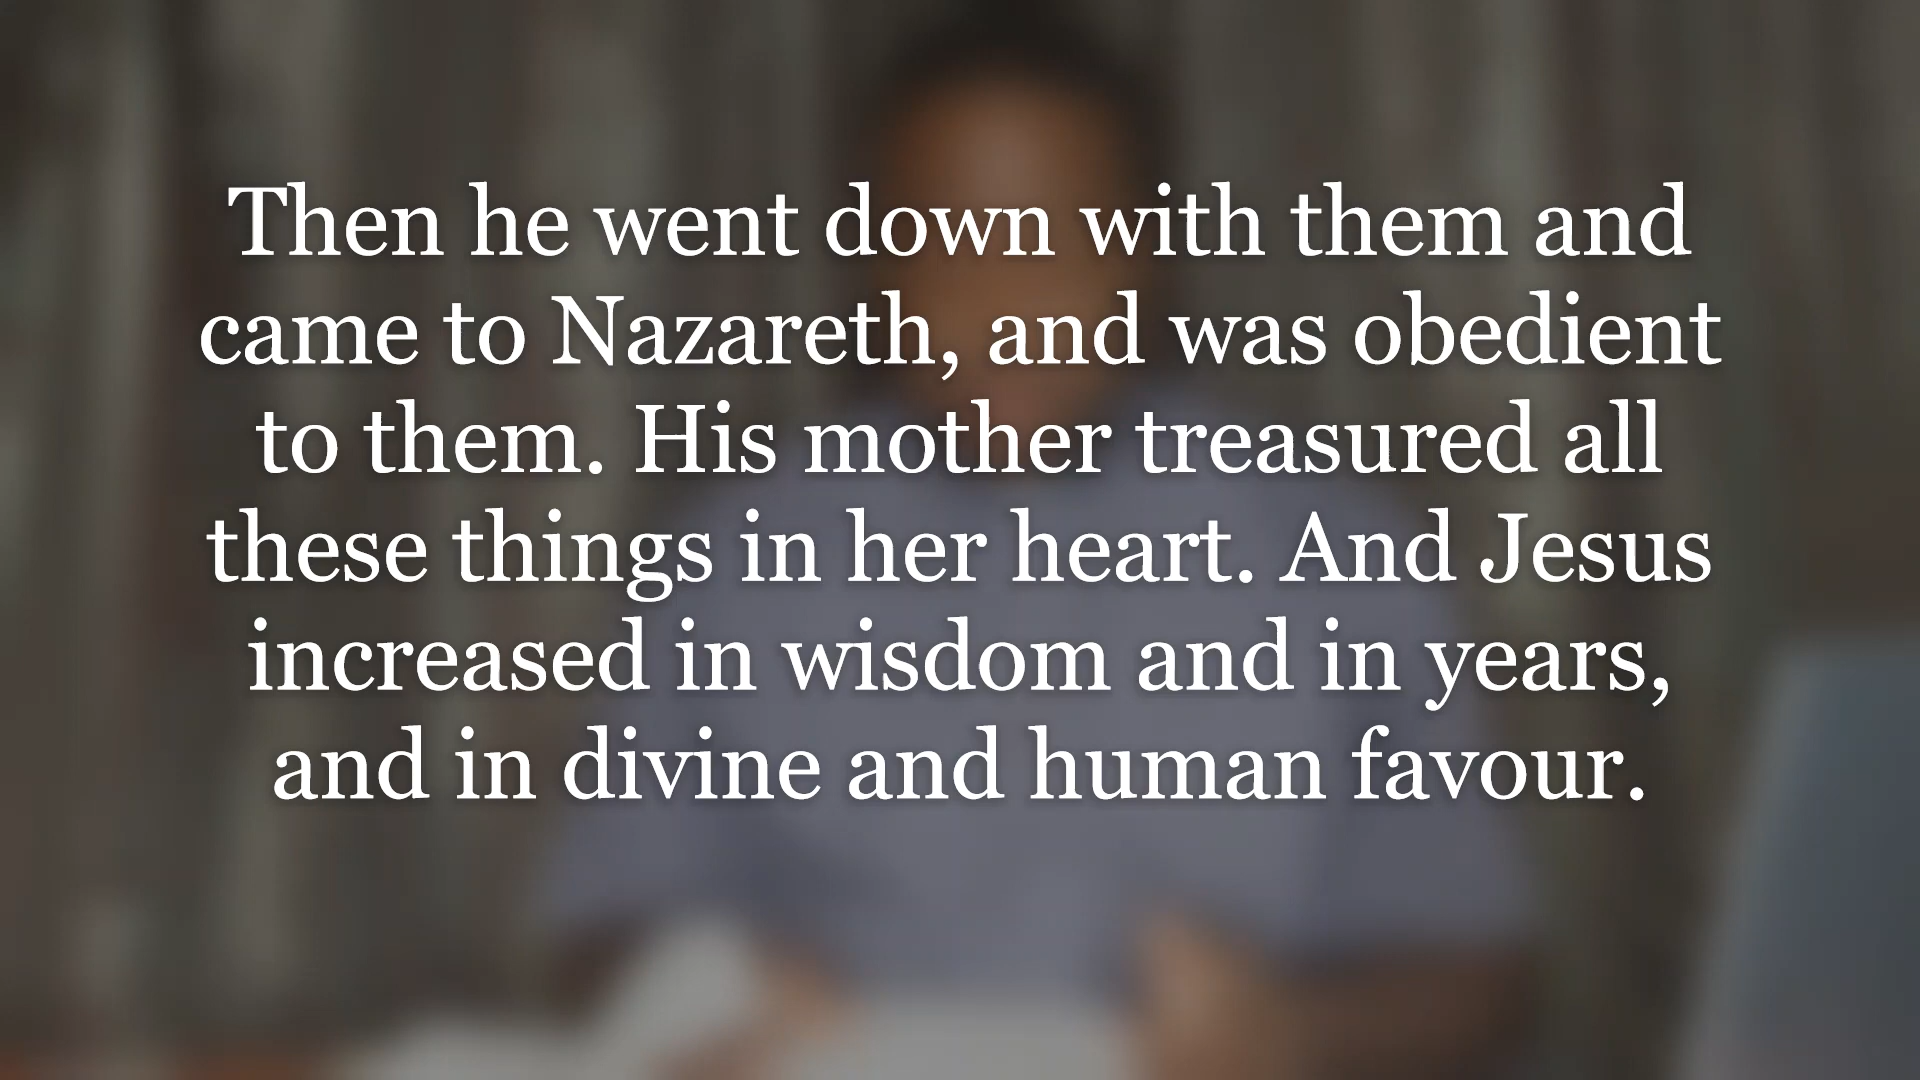 Then he went down with them and
came to Nazareth, and was obedient
to them. His mother treasured all
these things in her heart. And Jesus
increased in wisdom and in years,
and in divine and human favour.